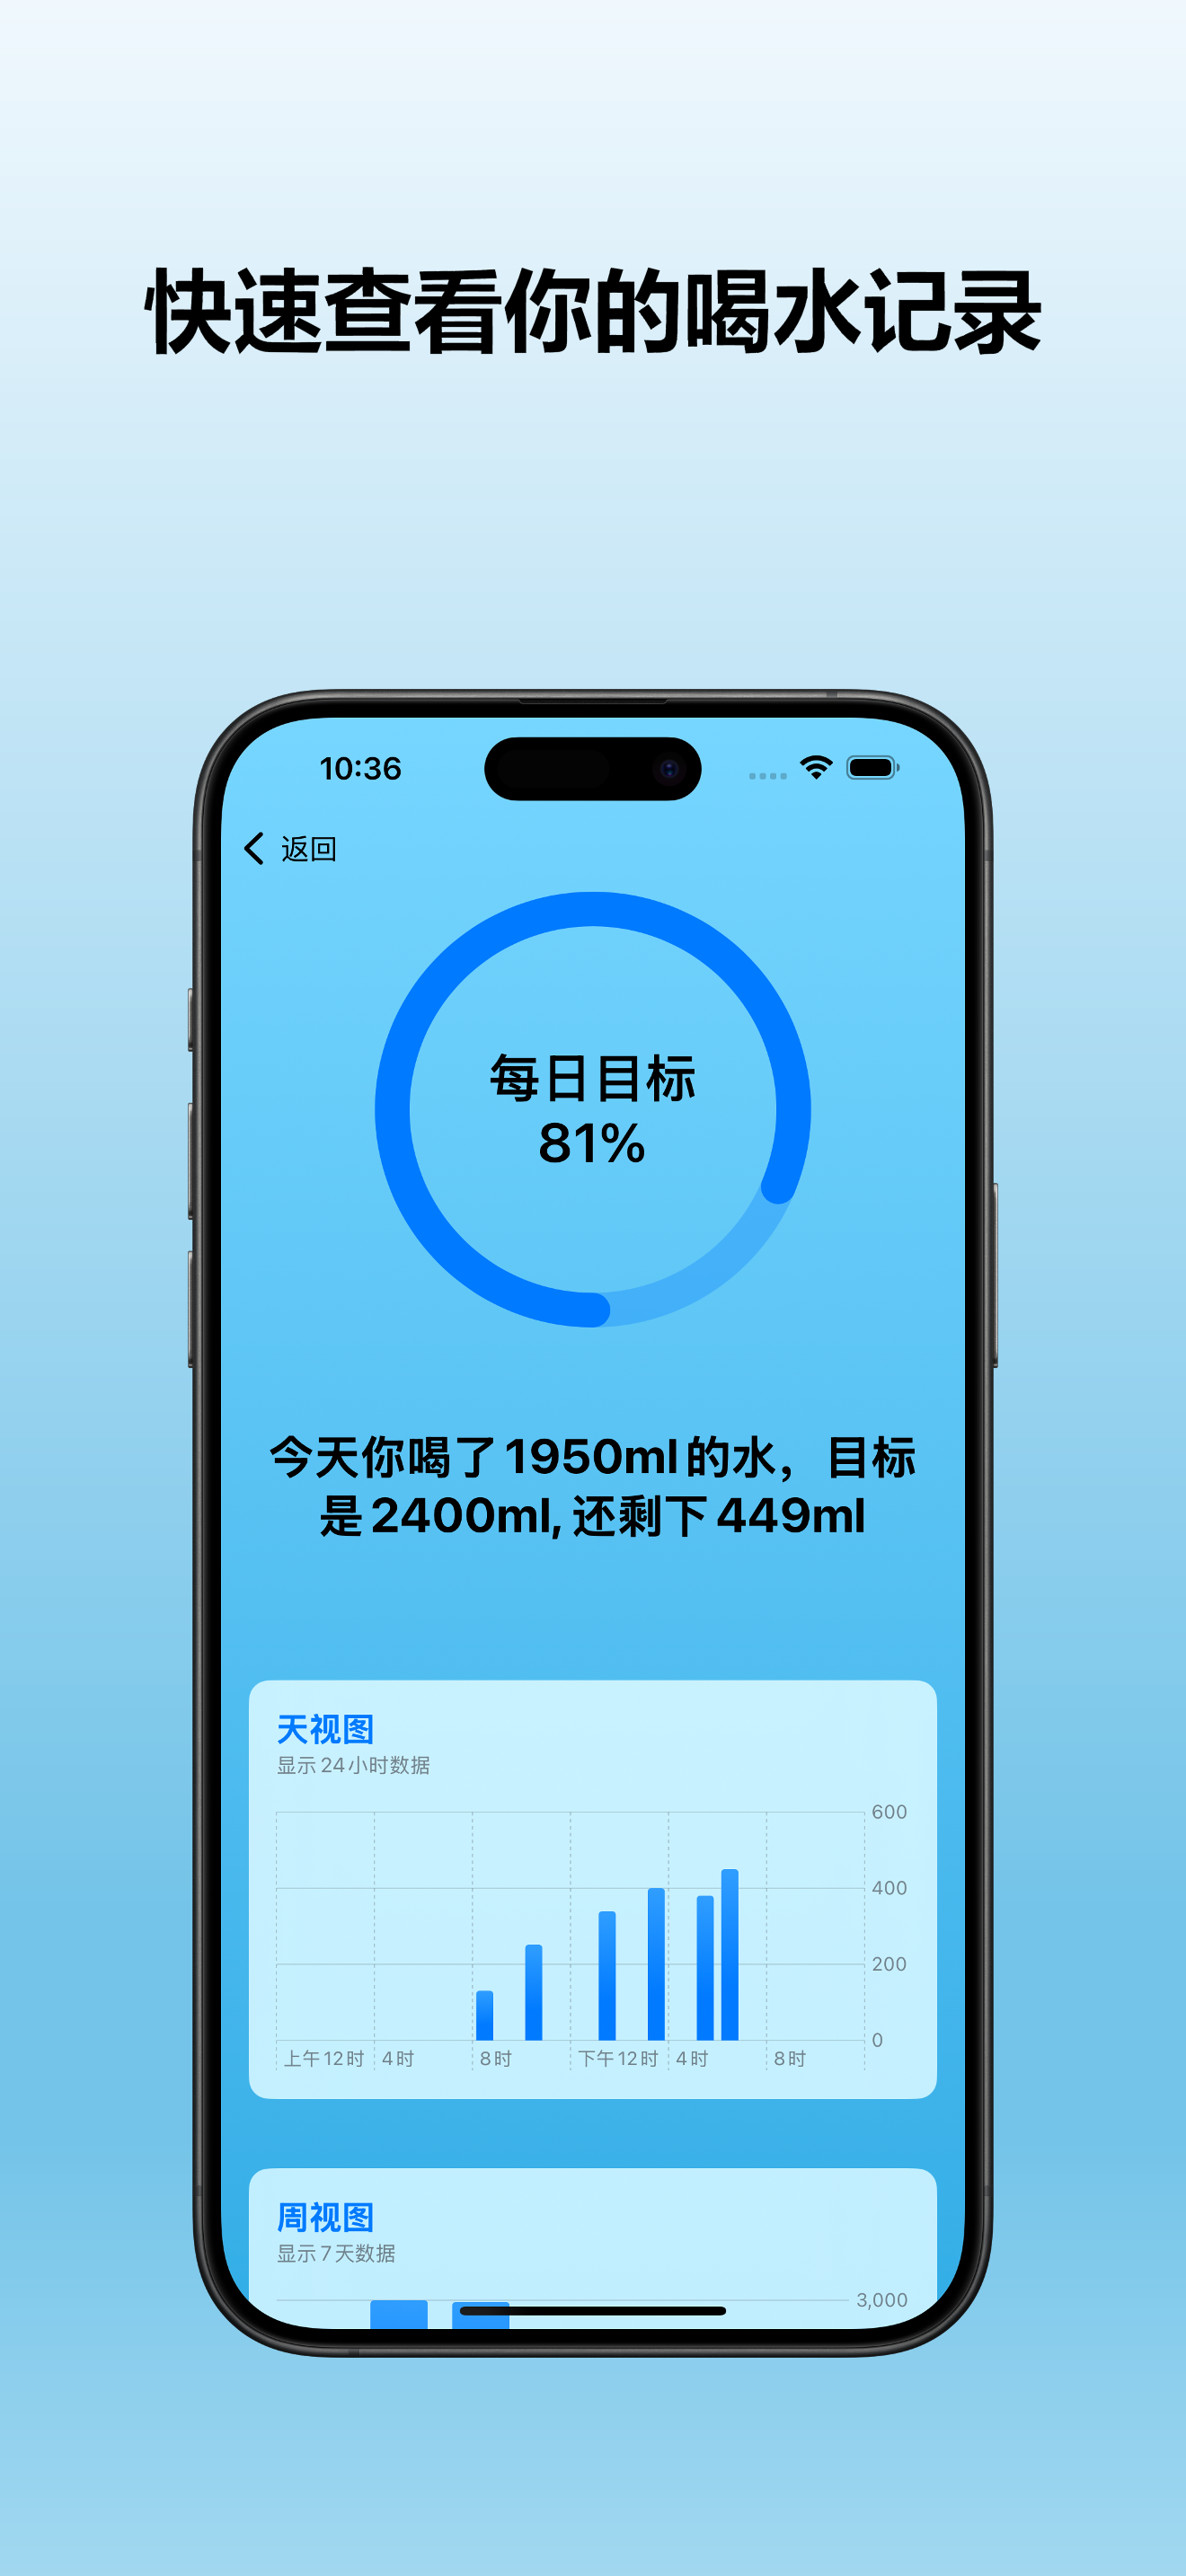 快速查看你的喝水记录
10:36
返回
每日目标
81%
今天你喝了1950ml的水，目标
是2400ml, 还剩下449ml
天视图
显示24小时数据
600
400
200
0
上午12时 4时 8时 下午12时 4时 8时
周视图
显示7天数据
3,000